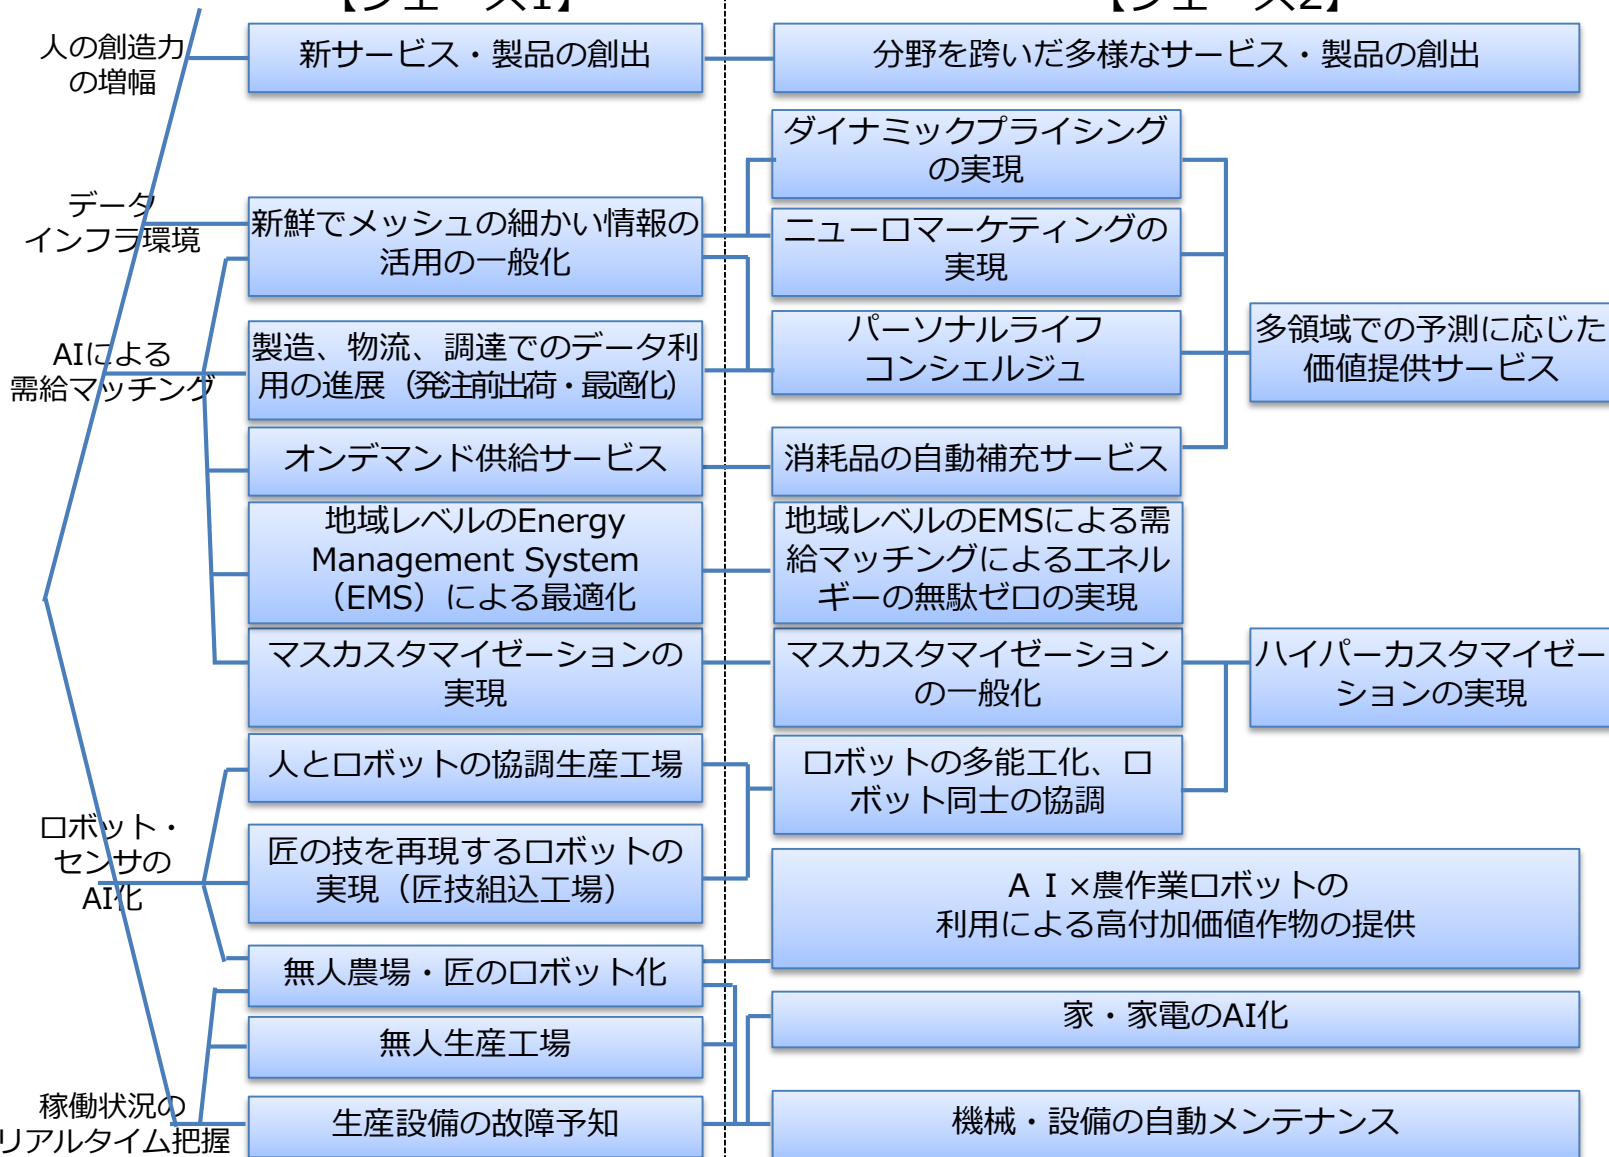 【フェーズ1】
【フェーズ2】
人の創造力
の増幅
新サービス・製品の創出
分野を跨いだ多様なサービス・製品の創出
ダイナミックプライシング
の実現
データ
インフラ環境
新鮮でメッシュの細かい情報の
活用の一般化
ニューロマーケティングの
実現
AIによる
需給マッチング
製造、物流、調達でのデータ利
用の進展（発注前出荷・最適化）
パーソナルライフ
コンシェルジュ
多領域での予測に応じた
価値提供サービス
オンデマンド供給サービス
消耗品の自動補充サービス
地域レベルのEnergy
Management System
（EMS）による最適化
地域レベルのEMSによる需
給マッチングによるエネル
ギーの無駄ゼロの実現
マスカスタマイゼーションの
実現
マスカスタマイゼーション
の一般化
ハイパーカスタマイゼー
ションの実現
人とロボットの協調生産工場
ロボットの多能工化、ロ
ボット同士の協調
ロボット・
センサの
AI化
匠の技を再現するロボットの
実現（匠技組込工場）
ＡＩ×農作業ロボットの
利用による高付加価値作物の提供
無人農場・匠のロボット化
家・家電のAI化
無人生産工場
稼働状況の
リアルタイム把握
生産設備の故障予知
機械・設備の自動メンテナンス